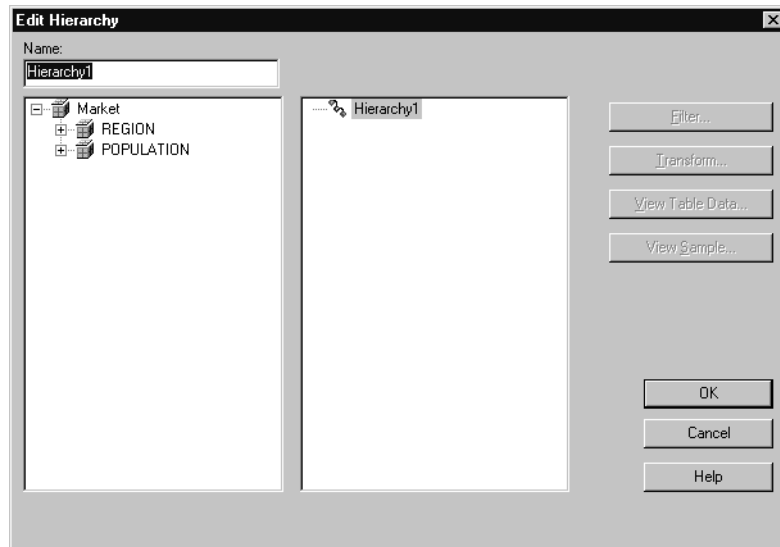 Edit Hierarchy
Name:
Hierarchy1
Market
REGION
POPULATION
Hierarchy1
Filter...
Transform...
View Table Data...
View Sample...
OK
Cancel
Help